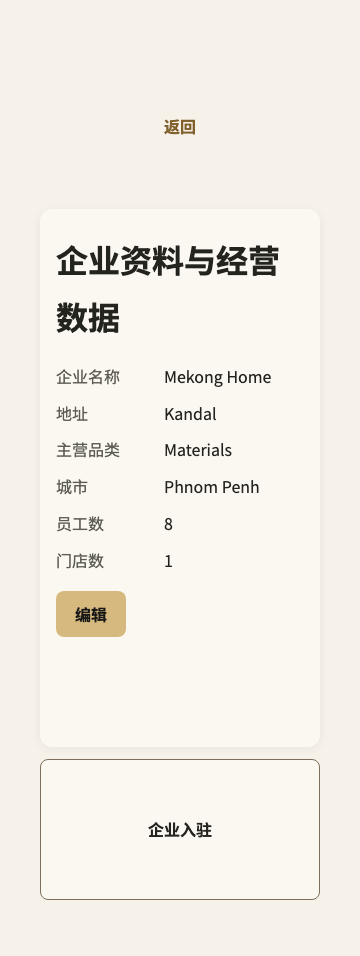 返回
企业资料与经营
数据
企业名称 Mekong Home
地址 Kandal
主营品类 Materials
城市 Phnom Penh
员工数 8
门店数 1
编辑
企业入驻